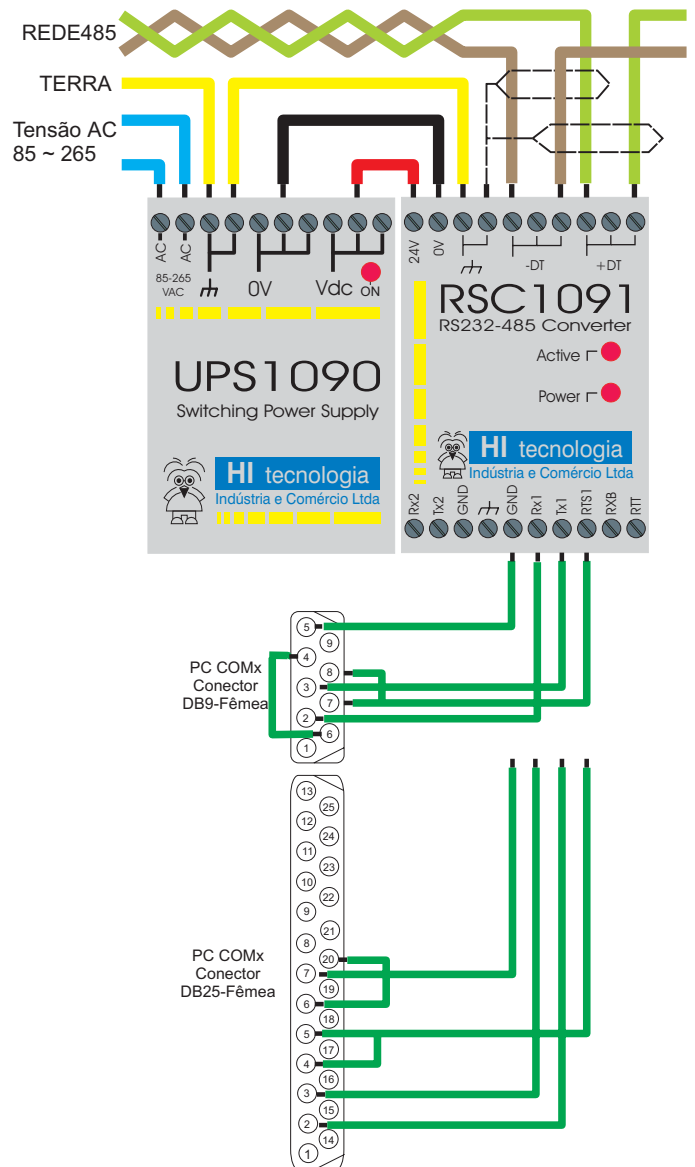 REDE485
TERRA
Tensão AC
85 ~ 265
AC
AC
85-265
VAC
0V
Vdc
ON
UPS1090
Switching Power Supply
HI tecnologia
Indústria e Comércio Ltda
24V
0V
-DT
+DT
RSC1091
RS232-485 Converter
Active
Power
HI tecnologia
Indústria e Comércio Ltda
Rx2
Tx2
GND
GND
Rx1
Tx1
RTS1
RXB
RTT
PC COMx
Conector
DB9-Fêmea
5
9
4
8
3
7
2
6
1
PC COMx
Conector
DB25-Fêmea
13
25
12
24
11
23
10
22
9
21
8
20
7
19
6
18
5
17
4
16
3
15
2
14
1